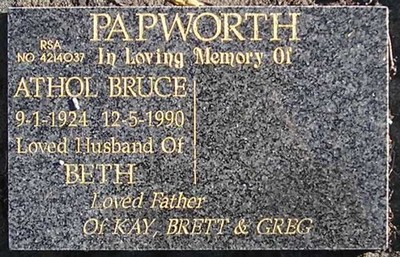 PAPWORTH
RSA
NO 4214037 In Loving Memory Of
ATHOL BRUCE
9-1-1924 12-5-1990
Loved Husband Of
BETH
Loved Father
Of KAY, BRETT & GREG